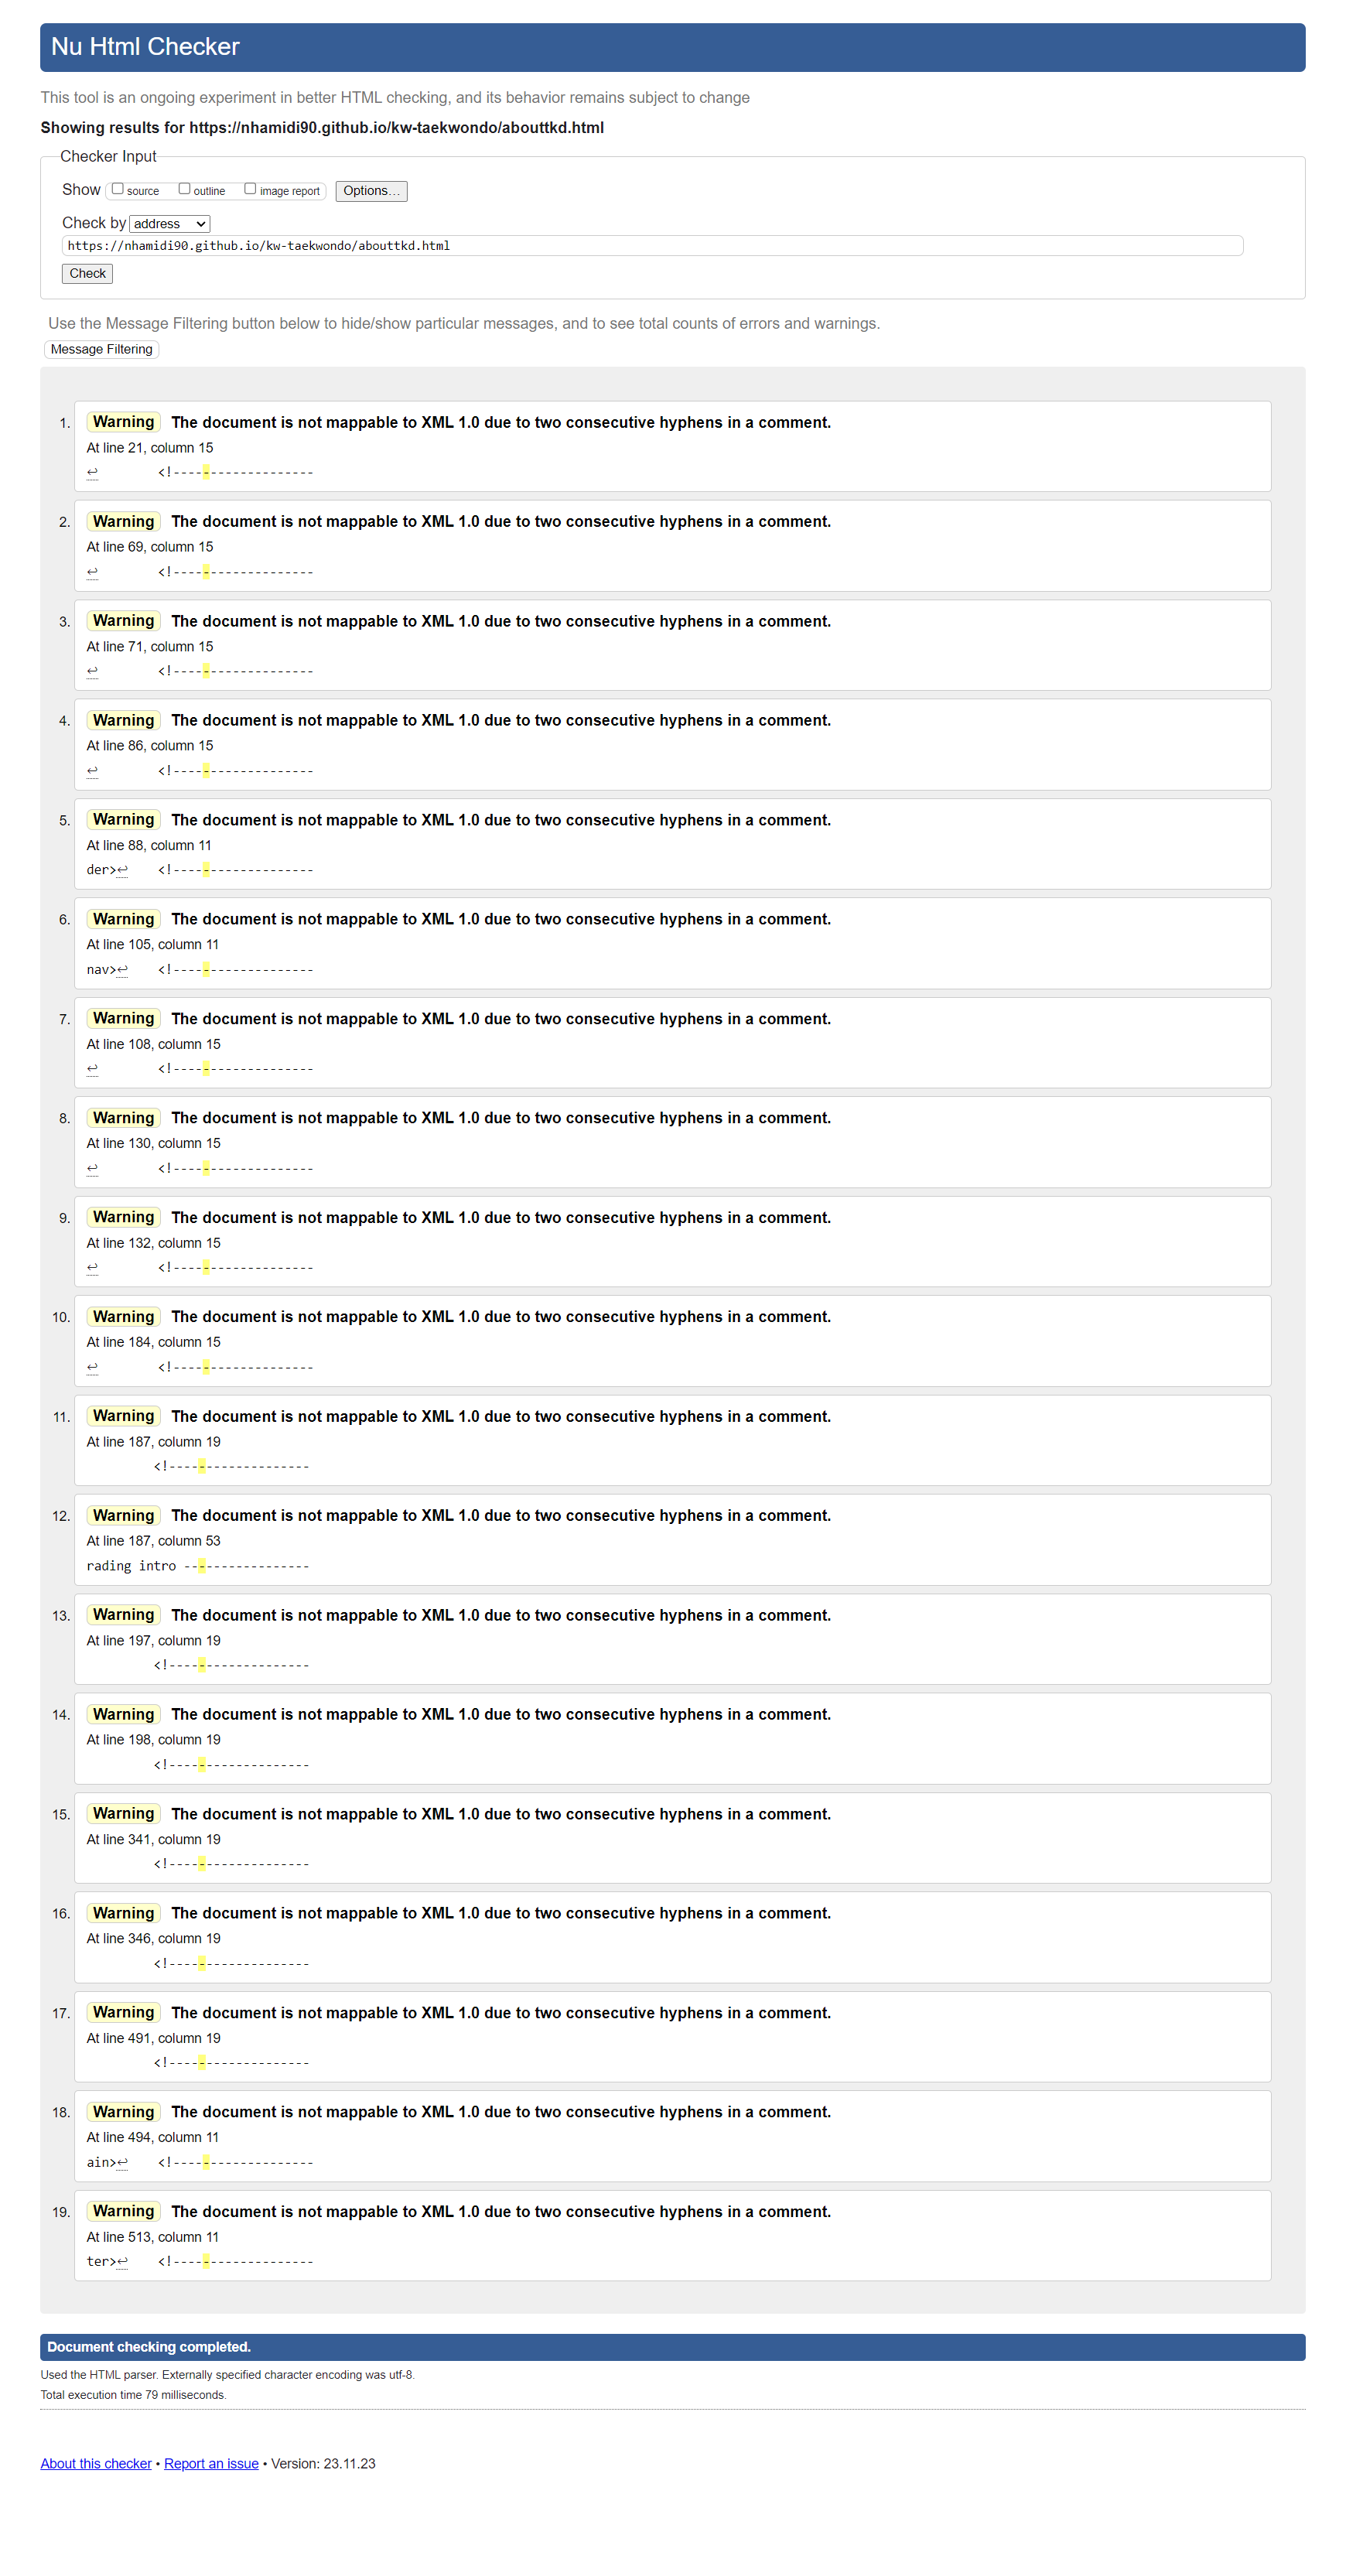 Nu Html Checker
This tool is an ongoing experiment in better HTML checking, and its behavior remains subject to change
Showing results for https://nhamidi90.github.io/kw-taekwondo/abouttkd.html
Checker Input
Show source outline image report Options...
Check by address
https://nhamidi90.github.io/kw-taekwondo/abouttkd.html
Check
Use the Message Filtering button below to hide/show particular messages, and to see total counts of errors and warnings.
Message Filtering
1. Warning The document is not mappable to XML 1.0 due to two consecutive hyphens in a comment.
At line 21, column 15
↩ <!-------------------
2. Warning The document is not mappable to XML 1.0 due to two consecutive hyphens in a comment.
At line 69, column 15
↩ <!-------------------
3. Warning The document is not mappable to XML 1.0 due to two consecutive hyphens in a comment.
At line 71, column 15
↩ <!-------------------
4. Warning The document is not mappable to XML 1.0 due to two consecutive hyphens in a comment.
At line 86, column 15
↩ <!-------------------
5. Warning The document is not mappable to XML 1.0 due to two consecutive hyphens in a comment.
At line 88, column 11
der>↩ <!-------------------
6. Warning The document is not mappable to XML 1.0 due to two consecutive hyphens in a comment.
At line 105, column 11
nav>↩ <!-------------------
7. Warning The document is not mappable to XML 1.0 due to two consecutive hyphens in a comment.
At line 108, column 15
↩ <!-------------------
8. Warning The document is not mappable to XML 1.0 due to two consecutive hyphens in a comment.
At line 130, column 15
↩ <!-------------------
9. Warning The document is not mappable to XML 1.0 due to two consecutive hyphens in a comment.
At line 132, column 15
↩ <!-------------------
10. Warning The document is not mappable to XML 1.0 due to two consecutive hyphens in a comment.
At line 184, column 15
↩ <!-------------------
11. Warning The document is not mappable to XML 1.0 due to two consecutive hyphens in a comment.
At line 187, column 19
<!-------------------
12. Warning The document is not mappable to XML 1.0 due to two consecutive hyphens in a comment.
At line 187, column 53
rading intro -----------------
13. Warning The document is not mappable to XML 1.0 due to two consecutive hyphens in a comment.
At line 197, column 19
<!-------------------
14. Warning The document is not mappable to XML 1.0 due to two consecutive hyphens in a comment.
At line 198, column 19
<!-------------------
15. Warning The document is not mappable to XML 1.0 due to two consecutive hyphens in a comment.
At line 341, column 19
<!-------------------
16. Warning The document is not mappable to XML 1.0 due to two consecutive hyphens in a comment.
At line 346, column 19
<!-------------------
17. Warning The document is not mappable to XML 1.0 due to two consecutive hyphens in a comment.
At line 491, column 19
<!-------------------
18. Warning The document is not mappable to XML 1.0 due to two consecutive hyphens in a comment.
At line 494, column 11
ain>↩ <!-------------------
19. Warning The document is not mappable to XML 1.0 due to two consecutive hyphens in a comment.
At line 513, column 11
ter>↩ <!-------------------
Document checking completed.
Used the HTML parser. Externally specified character encoding was utf-8.
Total execution time 79 milliseconds.
About this checker • Report an issue • Version: 23.11.23